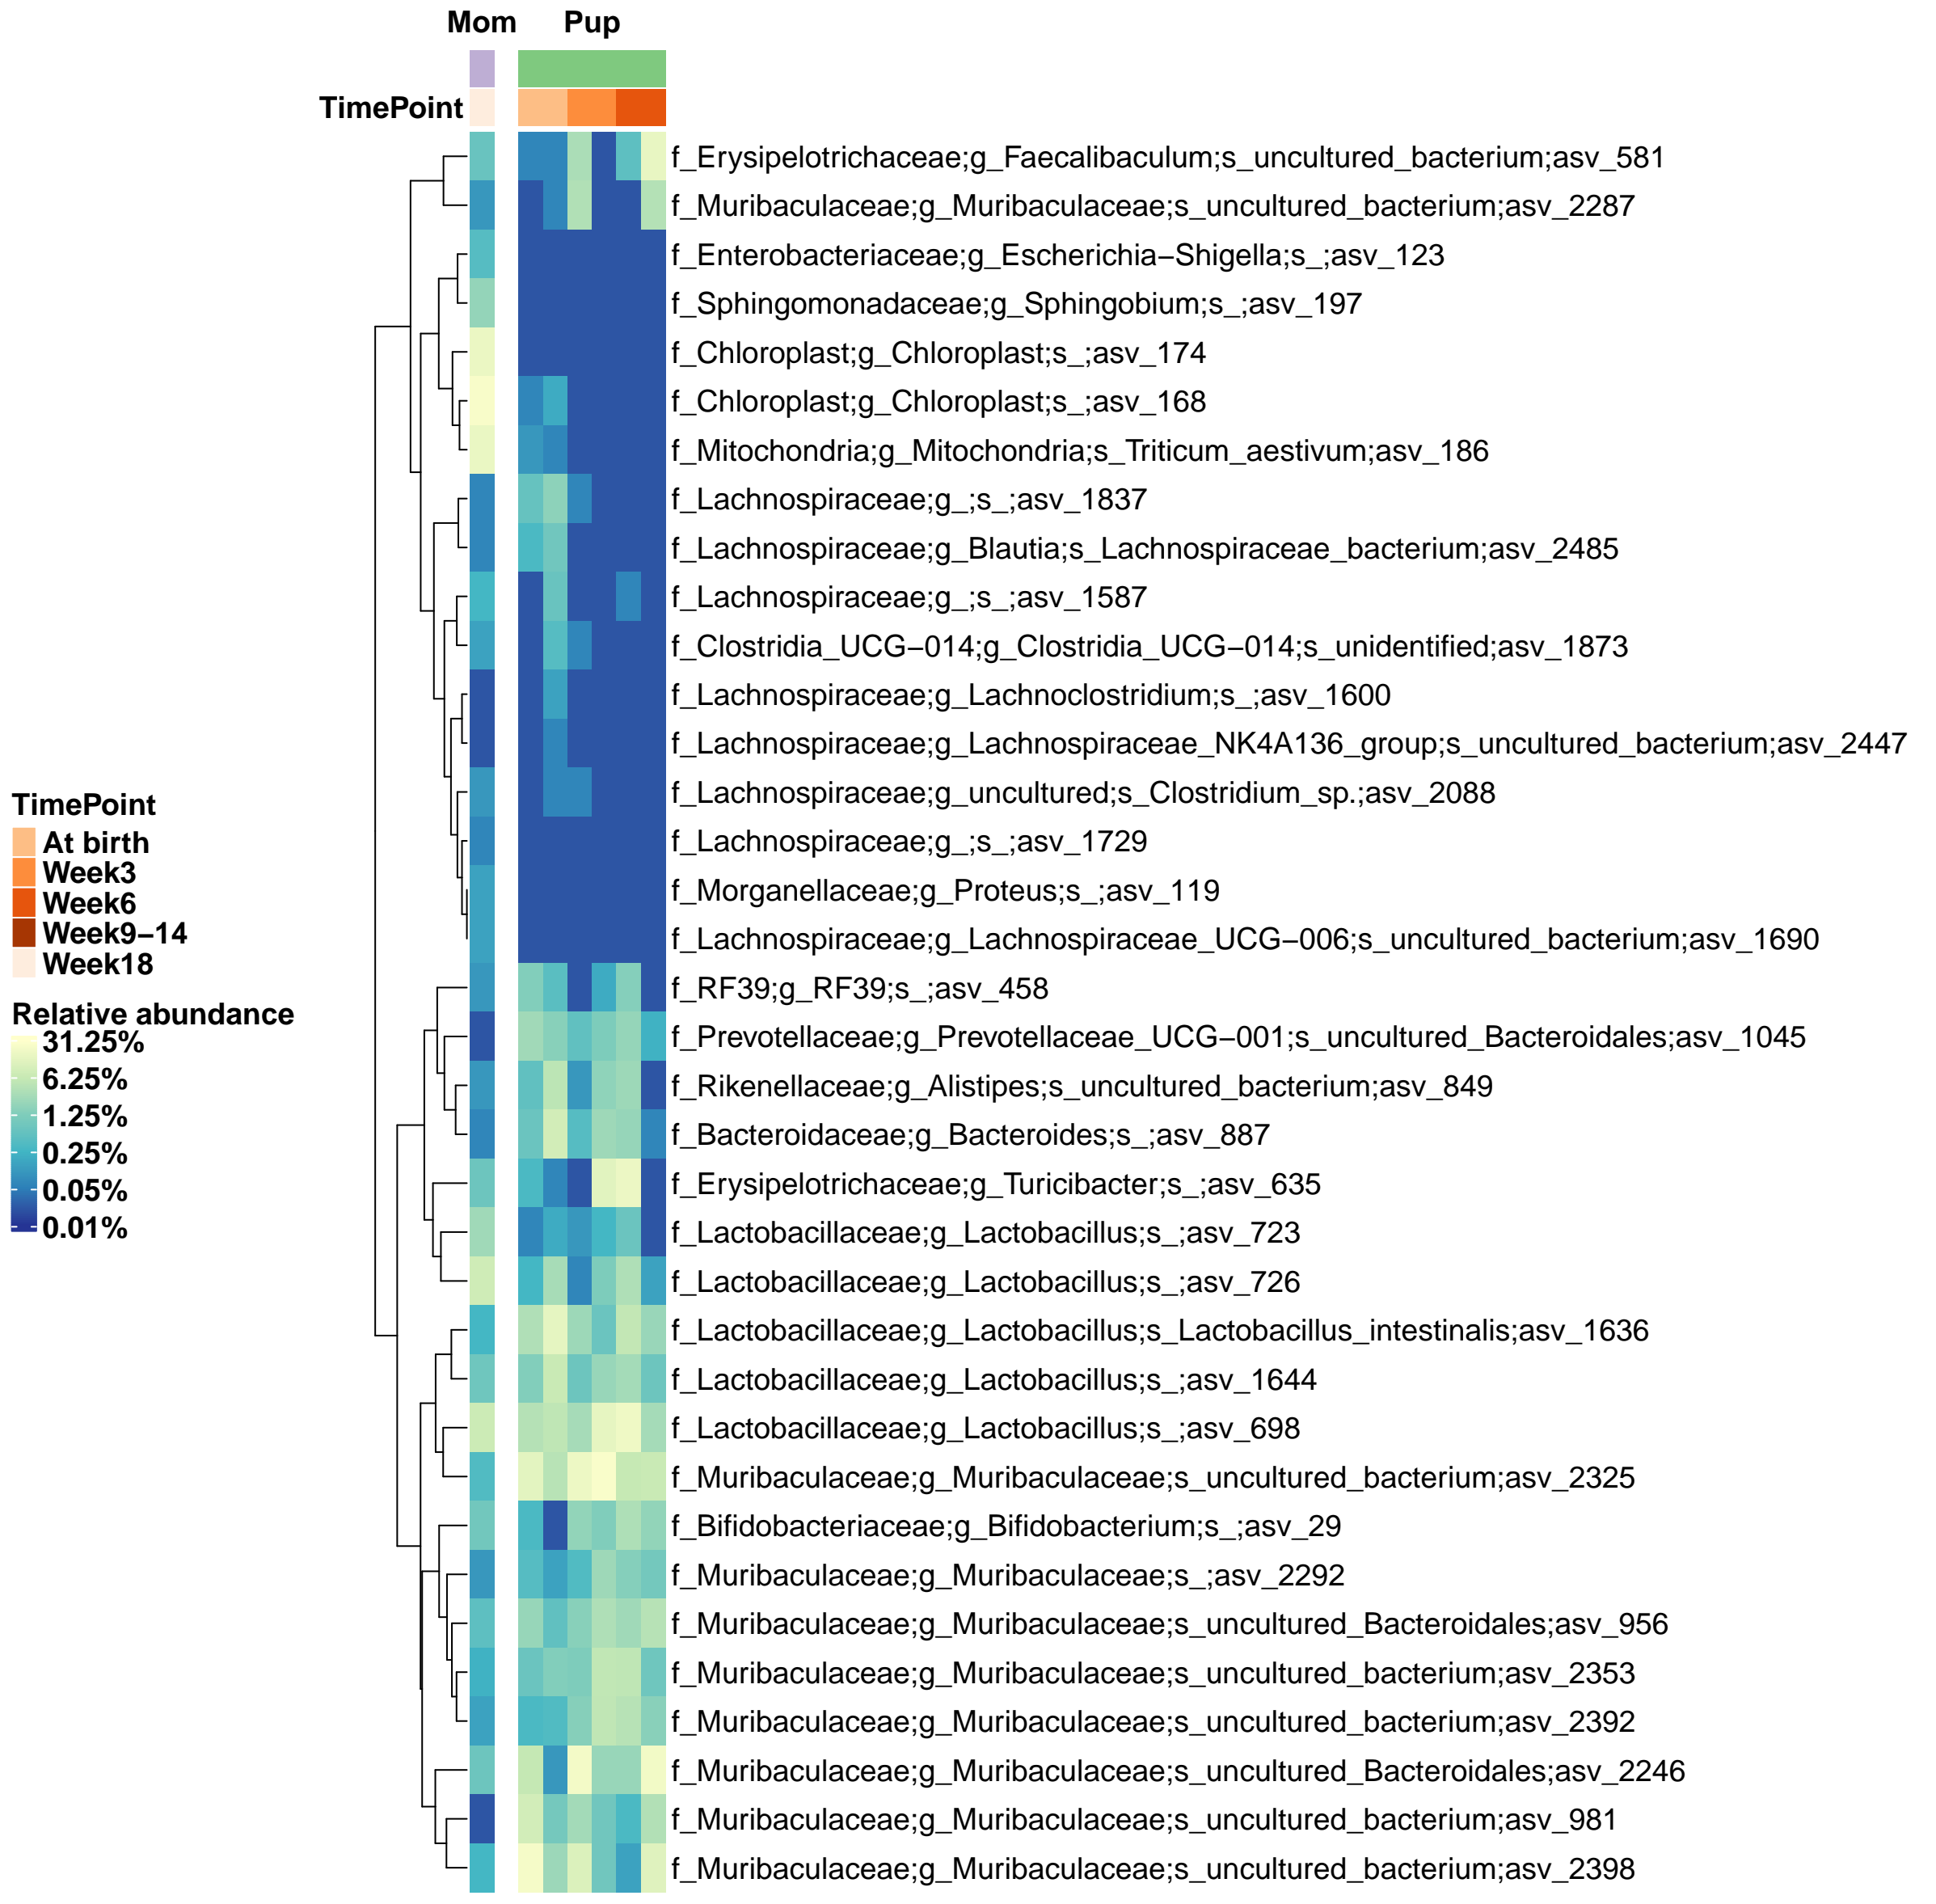 Mom Pup
TimePoint
f_Erysipelotrichaceae;g_Faecalibaculum;s_uncultured_bacterium;asv_581
f_Muribaculaceae;g_Muribaculaceae;s_uncultured_bacterium;asv_2287
f_Enterobacteriaceae;g_Escherichia−Shigella;s_;asv_123
f_Sphingomonadaceae;g_Sphingobium;s_;asv_197
f_Chloroplast;g_Chloroplast;s_;asv_174
f_Chloroplast;g_Chloroplast;s_;asv_168
f_Mitochondria;g_Mitochondria;s_Triticum_aestivum;asv_186
f_Lachnospiraceae;g_;s_;asv_1837
f_Lachnospiraceae;g_Blautia;s_Lachnospiraceae_bacterium;asv_2485
f_Lachnospiraceae;g_;s_;asv_1587
f_Clostridia_UCG−014;g_Clostridia_UCG−014;s_unidentified;asv_1873
f_Lachnospiraceae;g_Lachnoclostridium;s_;asv_1600
f_Lachnospiraceae;g_Lachnospiraceae_NK4A136_group;s_uncultured_bacterium;asv_2447
f_Lachnospiraceae;g_uncultured;s_Clostridium_sp.;asv_2088
f_Lachnospiraceae;g_;s_;asv_1729
f_Morganellaceae;g_Proteus;s_;asv_119
f_Lachnospiraceae;g_Lachnospiraceae_UCG−006;s_uncultured_bacterium;asv_1690
f_RF39;g_RF39;s_;asv_458
f_Prevotellaceae;g_Prevotellaceae_UCG−001;s_uncultured_Bacteroidales;asv_1045
f_Rikenellaceae;g_Alistipes;s_uncultured_bacterium;asv_849
f_Bacteroidaceae;g_Bacteroides;s_;asv_887
f_Erysipelotrichaceae;g_Turicibacter;s_;asv_635
f_Lactobacillaceae;g_Lactobacillus;s_;asv_723
f_Lactobacillaceae;g_Lactobacillus;s_;asv_726
f_Lactobacillaceae;g_Lactobacillus;s_Lactobacillus_intestinalis;asv_1636
f_Lactobacillaceae;g_Lactobacillus;s_;asv_1644
f_Lactobacillaceae;g_Lactobacillus;s_;asv_698
f_Muribaculaceae;g_Muribaculaceae;s_uncultured_bacterium;asv_2325
f_Bifidobacteriaceae;g_Bifidobacterium;s_;asv_29
f_Muribaculaceae;g_Muribaculaceae;s_;asv_2292
f_Muribaculaceae;g_Muribaculaceae;s_uncultured_Bacteroidales;asv_956
f_Muribaculaceae;g_Muribaculaceae;s_uncultured_bacterium;asv_2353
f_Muribaculaceae;g_Muribaculaceae;s_uncultured_bacterium;asv_2392
f_Muribaculaceae;g_Muribaculaceae;s_uncultured_Bacteroidales;asv_2246
f_Muribaculaceae;g_Muribaculaceae;s_uncultured_bacterium;asv_981
f_Muribaculaceae;g_Muribaculaceae;s_uncultured_bacterium;asv_2398
TimePoint
At birth
Week3
Week6
Week9−14
Week18
Relative abundance
31.25%
6.25%
1.25%
0.25%
0.05%
0.01%